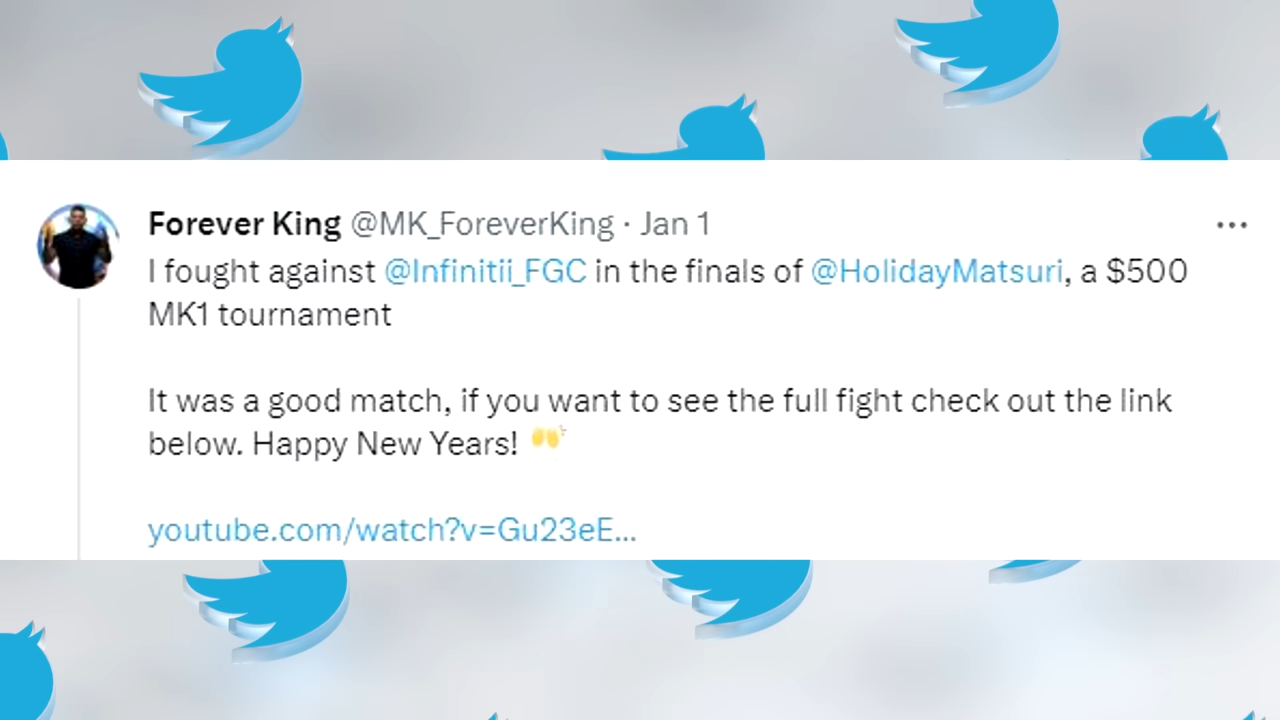 Forever King @MK_ForeverKing · Jan 1
I fought against @Infinitii_FGC in the finals of @HolidayMatsuri, a $500
MK1 tournament
It was a good match, if you want to see the full fight check out the link
below. Happy New Years! 🙌
youtube.com/watch?v=Gu23eE...